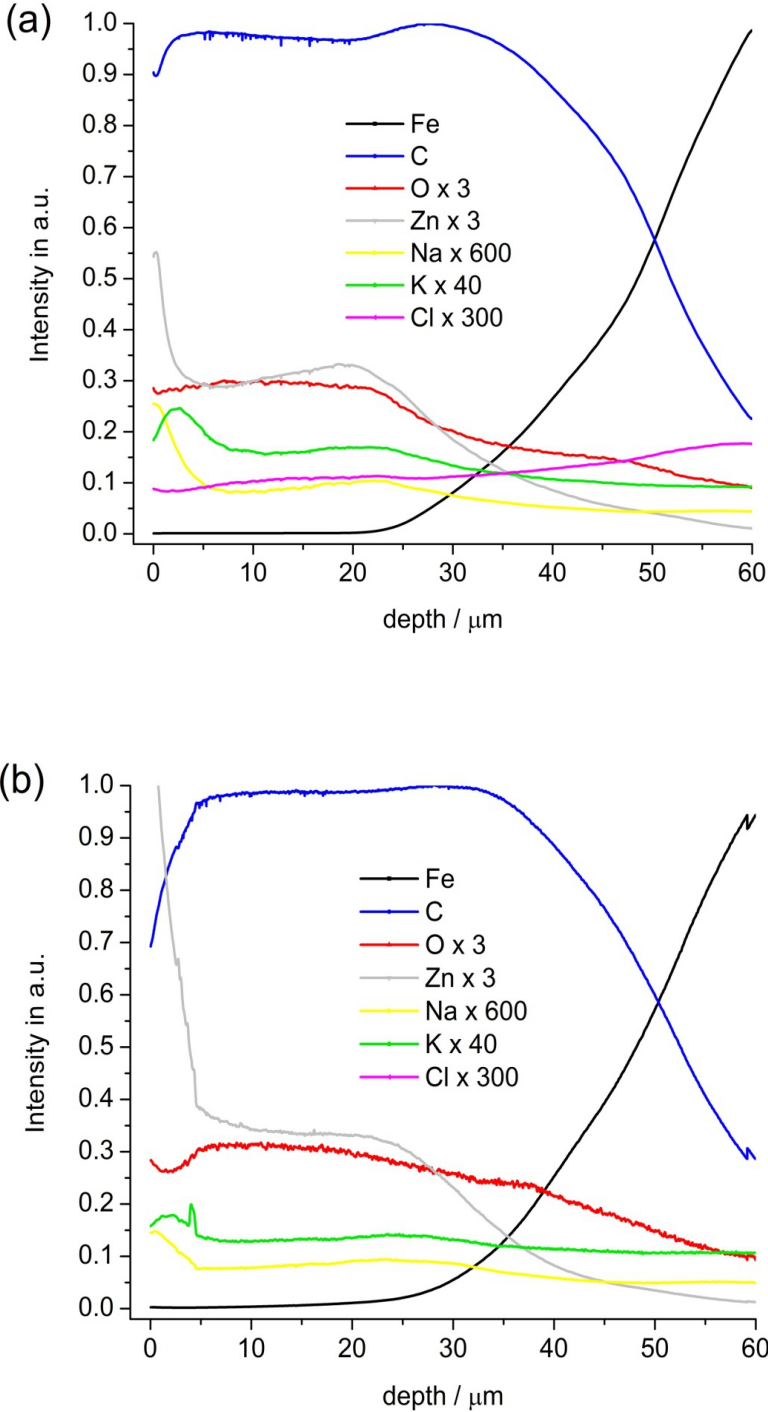 (a)
1.0
0.9
0.8
0.7
0.6
0.5
0.4
0.3
0.2
0.1
0.0
Intensity in a.u.
Fe
C
O x 3
Zn x 3
Na x 600
K x 40
Cl x 300
0 10 20 30 40 50 60
depth / μm
(b)
1.0
0.9
0.8
0.7
0.6
0.5
0.4
0.3
0.2
0.1
0.0
Intensity in a.u.
Fe
C
O x 3
Zn x 3
Na x 600
K x 40
Cl x 300
0 10 20 30 40 50 60
depth / μm